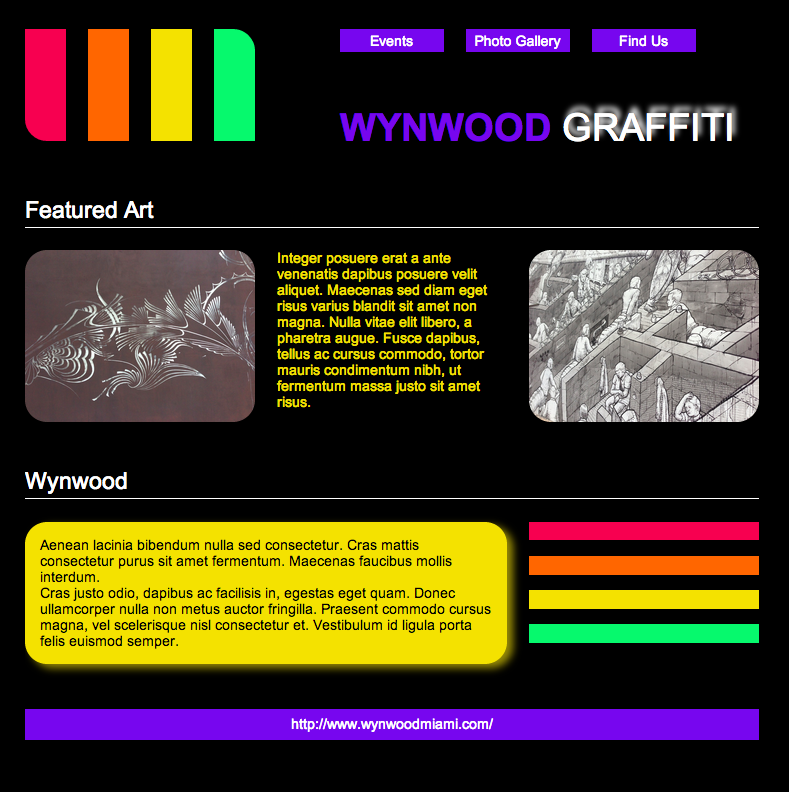 Events
Photo Gallery
Find Us
WYNWOOD GRAFFITI
Featured Art
Integer posuere erat a ante
venenatis dapibus posuere velit
aliquet. Maecenas sed diam eget
risus varius blandit sit amet non
magna. Nulla vitae elit libero, a
pharetra augue. Fusce dapibus,
tellus ac cursus commodo, tortor
mauris condimentum nibh, ut
fermentum massa justo sit amet
risus.
Wynwood
Aenean lacinia bibendum nulla sed consectetur. Cras mattis
consectetur purus sit amet fermentum. Maecenas faucibus mollis
interdum.
Cras justo odio, dapibus ac facilisis in, egestas eget quam. Donec
ullamcorper nulla non metus auctor fringilla. Praesent commodo cursus
magna, vel scelerisque nisl consectetur et. Vestibulum id ligula porta
felis euismod semper.
http://www.wynwoodmiami.com/